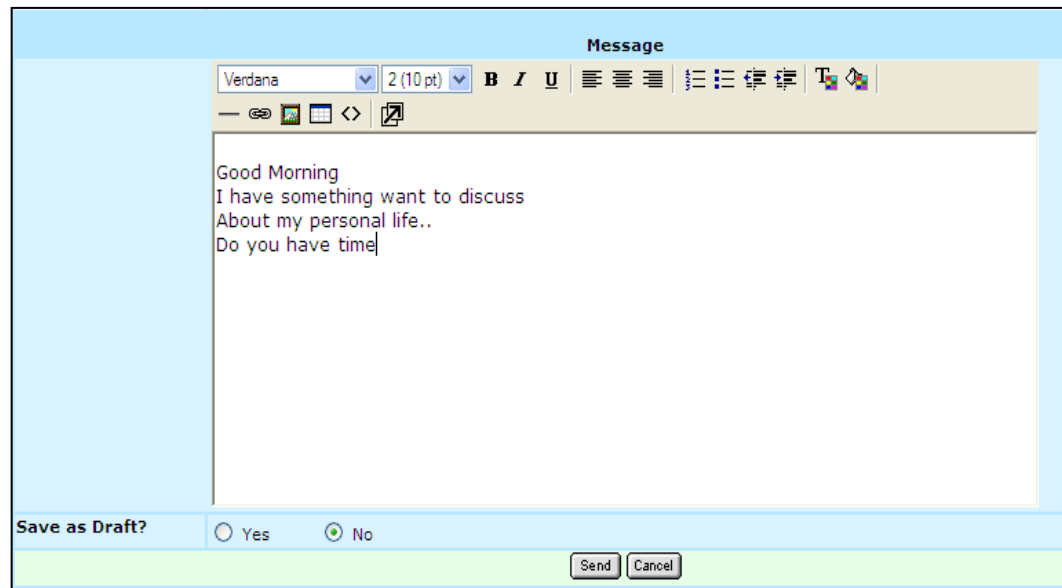 Message
Verdana 2 (10 pt) B I U
Good Morning
I have something want to discuss
About my personal life..
Do you have time
Save as Draft? Yes No
Send Cancel